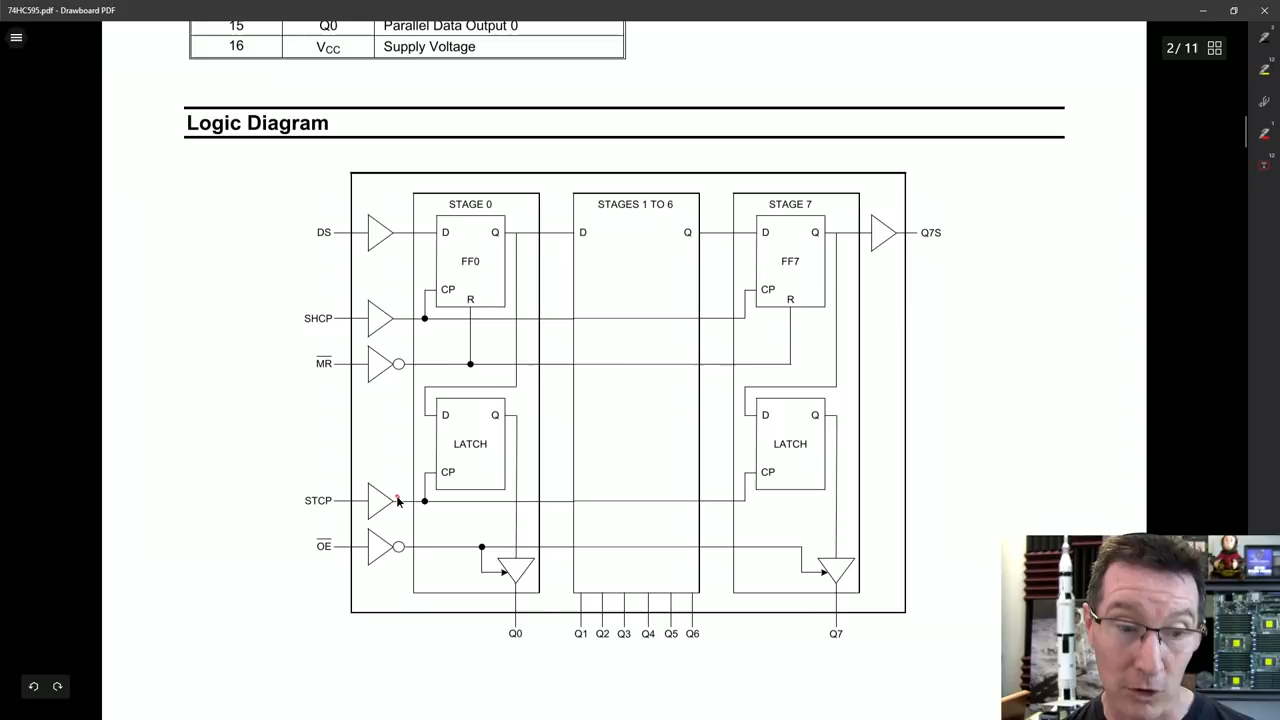 74HC595.pdf - Drawboard PDF
15 Q0 Parallel Data Output 0
16 VCC Supply Voltage
2 / 11
Logic Diagram
STAGE 0 STAGES 1 TO 6 STAGE 7
DS D Q D Q D Q Q7S
FF0 FF7
CP CP
R R
SHCP
MR
D Q D Q
LATCH LATCH
CP CP
STCP
OE
Q0 Q1 Q2 Q3 Q4 Q5 Q6 Q7